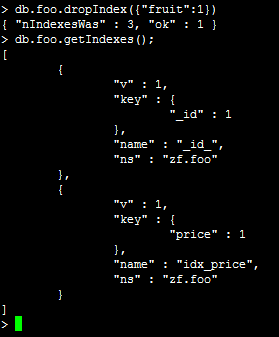 > db.foo.dropIndex({"fruit":1})
{ "nIndexesWas" : 3, "ok" : 1 }
> db.foo.getIndexes();
[
        {
                "v" : 1,
                "key" : {
                        "_id" : 1
                },
                "name" : "_id_",
                "ns" : "zf.foo"
        },
        {
                "v" : 1,
                "key" : {
                        "price" : 1
                },
                "name" : "idx_price",
                "ns" : "zf.foo"
        }
]
>